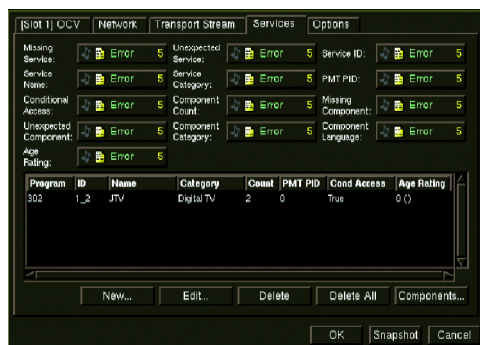 [Slot 1] OCV Network Transport Stream Services Options
Missing Service: Error 5 Unexpected Service: Error 5 Service ID: Error 5
Service Name: Error 5 Service Category: Error 5 PMT PID: Error 5
Conditional Access: Error 5 Component Count: Error 5 Missing Component: Error 5
Unexpected Component: Error 5 Component Category: Error 5 Component Language: Error 5
Age Rating: Error 5
Program ID Name Category Count PMT PID Cond Access Age Rating
302 1_2 JTV Digital TV 2 0 True 0 ()
New... Edit... Delete Delete All Components...
OK Snapshot Cancel